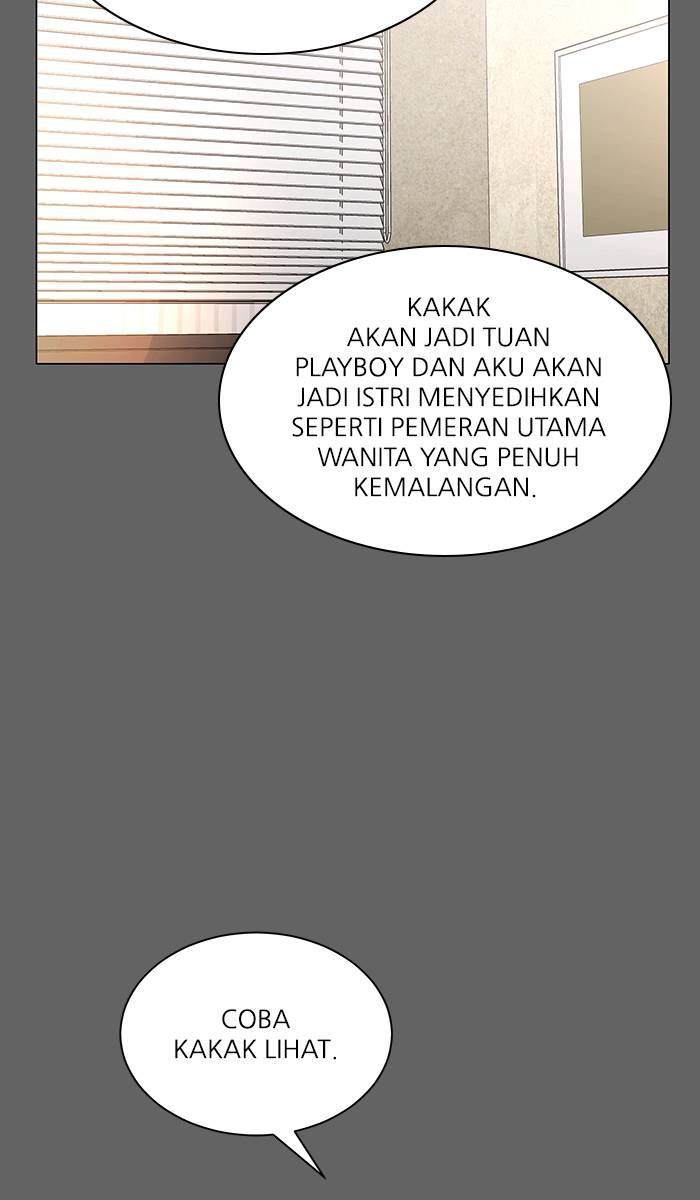 KAKAK
AKAN JADI TUAN
PLAYBOY DAN AKU AKAN
JADI ISTRI MENYEDIHKAN
SEPERTI PEMERAN UTAMA
WANITA YANG PENUH
KEMALANGAN.
COBA
KAKAK LIHAT.